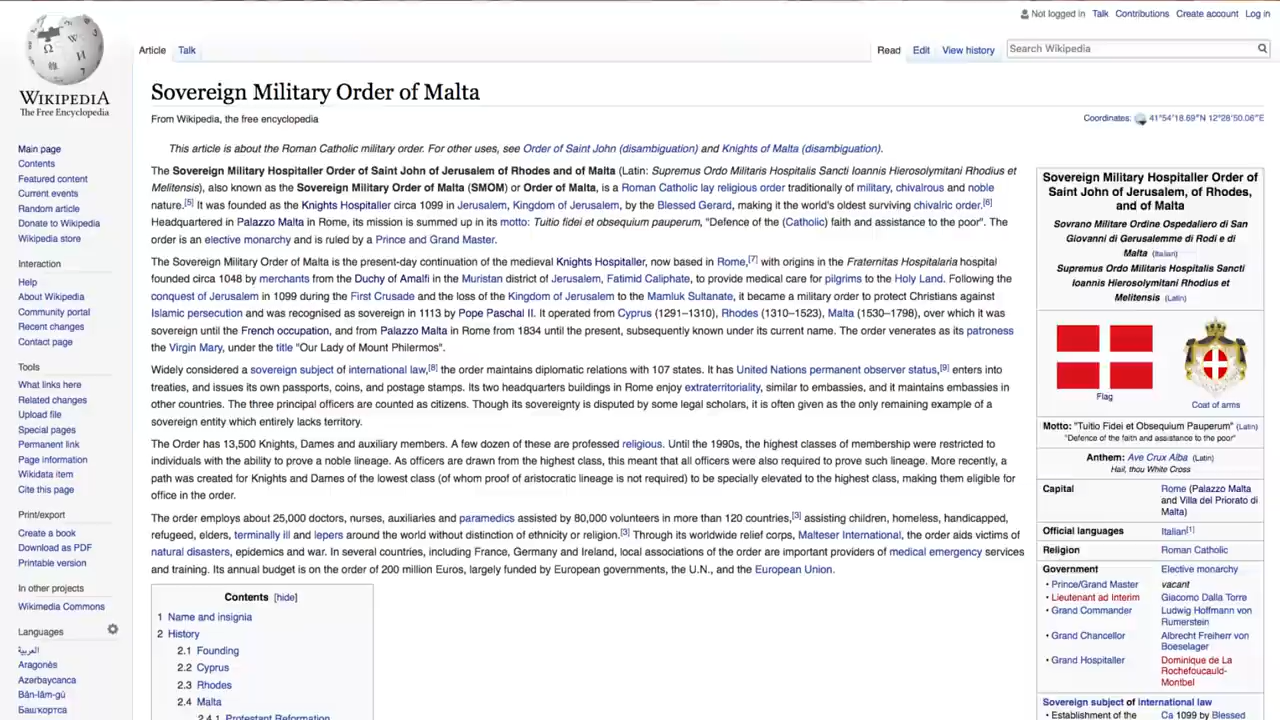 Not logged in Talk Contributions Create account Log in
Article Talk
Read Edit View history
Search Wikipedia
WIKIPEDIA
The Free Encyclopedia
Main page
Contents
Featured content
Current events
Random article
Donate to Wikipedia
Wikipedia store
Interaction
Help
About Wikipedia
Community portal
Recent changes
Contact page
Tools
What links here
Related changes
Upload file
Special pages
Permanent link
Page information
Wikidata item
Cite this page
Print/export
Create a book
Download as PDF
Printable version
In other projects
Wikimedia Commons
Languages
العربية
Aragonés
Azərbaycanca
Bân-lâm-gú
Башҡортса
Sovereign Military Order of Malta
From Wikipedia, the free encyclopedia
Coordinates: 41°54′18.69″N 12°28′50.06″E
This article is about the Roman Catholic military order. For other uses, see Order of Saint John (disambiguation) and Knights of Malta (disambiguation).
The Sovereign Military Hospitaller Order of Saint John of Jerusalem of Rhodes and of Malta (Latin: Supremus Ordo Militaris Hospitalis Sancti Ioannis Hierosolymitani Rhodius et
Melitensis), also known as the Sovereign Military Order of Malta (SMOM) or Order of Malta, is a Roman Catholic lay religious order traditionally of military, chivalrous and noble
nature.[5] It was founded as the Knights Hospitaller circa 1099 in Jerusalem, Kingdom of Jerusalem, by the Blessed Gerard, making it the world's oldest surviving chivalric order.[6]
Headquartered in Palazzo Malta in Rome, its mission is summed up in its motto: Tuitio fidei et obsequium pauperum, "Defence of the (Catholic) faith and assistance to the poor". The
order is an elective monarchy and is ruled by a Prince and Grand Master.
The Sovereign Military Order of Malta is the present-day continuation of the medieval Knights Hospitaller, now based in Rome,[7] with origins in the Fraternitas Hospitalaria hospital
founded circa 1048 by merchants from the Duchy of Amalfi in the Muristan district of Jerusalem, Fatimid Caliphate, to provide medical care for pilgrims to the Holy Land. Following the
conquest of Jerusalem in 1099 during the First Crusade and the loss of the Kingdom of Jerusalem to the Mamluk Sultanate, it became a military order to protect Christians against
Islamic persecution and was recognised as sovereign in 1113 by Pope Paschal II. It operated from Cyprus (1291–1310), Rhodes (1310–1523), Malta (1530–1798), over which it was
sovereign until the French occupation, and from Palazzo Malta in Rome from 1834 until the present, subsequently known under its current name. The order venerates as its patroness
the Virgin Mary, under the title "Our Lady of Mount Philermos".
Widely considered a sovereign subject of international law,[8] the order maintains diplomatic relations with 107 states. It has United Nations permanent observer status,[9] enters into
treaties, and issues its own passports, coins, and postage stamps. Its two headquarters buildings in Rome enjoy extraterritoriality, similar to embassies, and it maintains embassies in
other countries. The three principal officers are counted as citizens. Though its sovereignty is disputed by some legal scholars, it is often given as the only remaining example of a
sovereign entity which entirely lacks territory.
The Order has 13,500 Knights, Dames and auxiliary members. A few dozen of these are professed religious. Until the 1990s, the highest classes of membership were restricted to
individuals with the ability to prove a noble lineage. As officers are drawn from the highest class, this meant that all officers were also required to prove such lineage. More recently, a
path was created for Knights and Dames of the lowest class (of whom proof of aristocratic lineage is not required) to be specially elevated to the highest class, making them eligible for
office in the order.
The order employs about 25,000 doctors, nurses, auxiliaries and paramedics assisted by 80,000 volunteers in more than 120 countries,[3] assisting children, homeless, handicapped,
refugeed, elders, terminally ill and lepers around the world without distinction of ethnicity or religion.[3] Through its worldwide relief corps, Malteser International, the order aids victims of
natural disasters, epidemics and war. In several countries, including France, Germany and Ireland, local associations of the order are important providers of medical emergency services
and training. Its annual budget is on the order of 200 million Euros, largely funded by European governments, the U.N., and the European Union.
Contents [hide]
1 Name and insignia
2 History
2.1 Founding
2.2 Cyprus
2.3 Rhodes
2.4 Malta
2.4.1 Protestant Reformation
Sovereign Military Hospitaller Order of
Saint John of Jerusalem, of Rhodes,
and of Malta
Sovrano Militare Ordine Ospedaliero di San
Giovanni di Gerusalemme di Rodi e di
Malta (Italian)
Supremus Ordo Militaris Hospitalis Sancti
Ioannis Hierosolymitani Rhodius et
Melitensis (Latin)
Flag
Coat of arms
Motto: "Tuitio Fidei et Obsequium Pauperum" (Latin)
"Defence of the faith and assistance to the poor"
Anthem: Ave Crux Alba (Latin)
Hail, thou White Cross
Capital Rome (Palazzo Malta
and Villa del Priorato di
Malta)
Official languages Italian[1]
Religion Roman Catholic
Government Elective monarchy
• Prince/Grand Master vacant
• Lieutenant ad Interim Giacomo Dalla Torre
• Grand Commander Ludwig Hoffmann von
Rumerstein
• Grand Chancellor Albrecht Freiherr von
Boeselager
• Grand Hospitaller Dominique de La
Rochefoucauld-
Montbel
Sovereign subject of international law
• Establishment of the Ca 1099 by Blessed